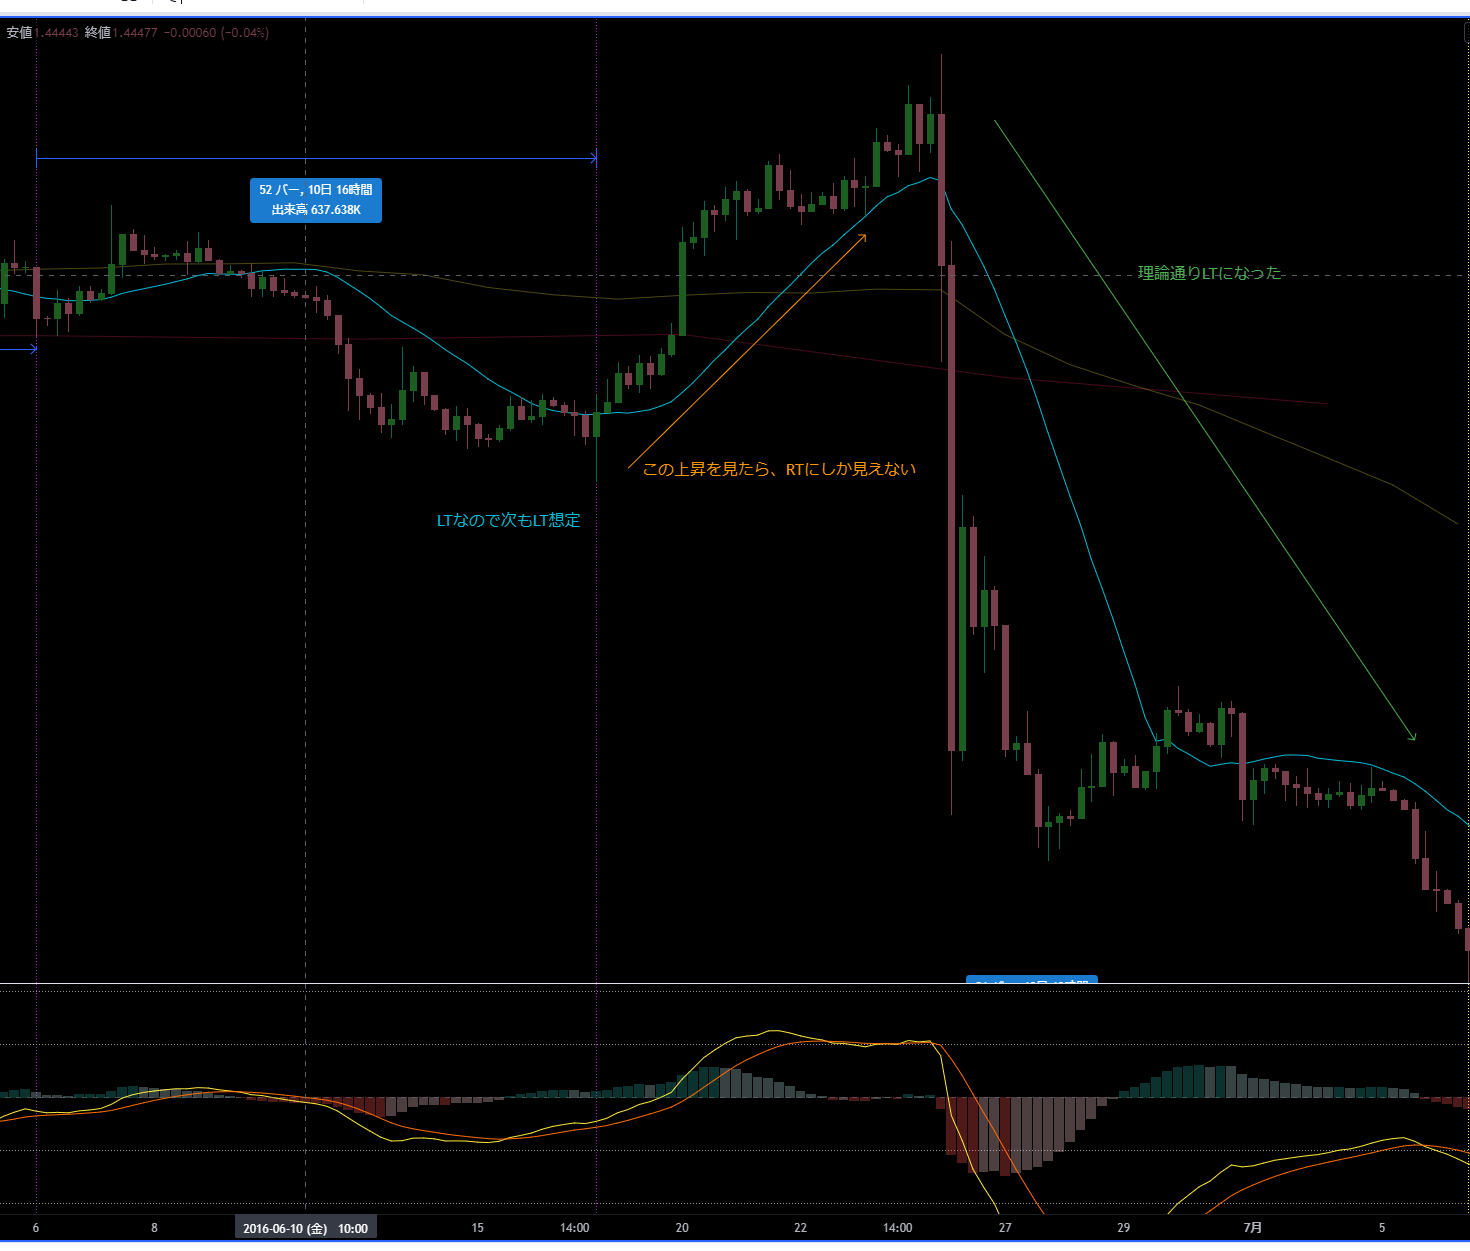 安値1.44443 終値1.44477 −0.00060 (−0.04%)
52 バー, 10日 16時間
出来高 637.638K
理論通りLTになった
この上昇を見たら、RTにしか見えない
LTなので次もLT想定
6 8 2016-06-10 (金) 10:00 15 14:00 20 22 14:00 27 29 7月 5